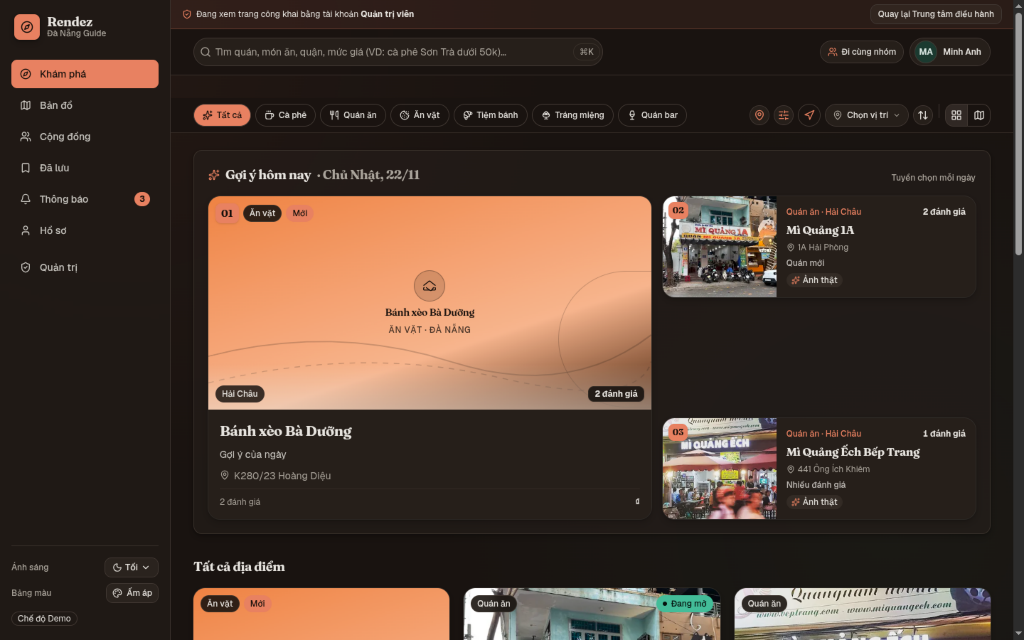 Rendez
Đà Nẵng Guide
Khám phá
Bản đồ
Cộng đồng
Đã lưu
Thông báo
3
Hồ sơ
Quản trị
Ánh sáng
Tối
Bảng màu
Ấm áp
Chế độ Demo
Đang xem trang công khai bằng tài khoản Quản trị viên
Quay lại Trung tâm điều hành
Tìm quán, món ăn, quận, mức giá (VD: cà phê Sơn Trà dưới 50k)...
⌘K
Đi cùng nhóm
MA
Minh Anh
Tất cả
Cà phê
Quán ăn
Ăn vặt
Tiệm bánh
Tráng miệng
Quán bar
Chọn vị trí
Gợi ý hôm nay · Chủ Nhật, 22/11
Tuyển chọn mỗi ngày
01
Ăn vặt
Mới
Bánh xèo Bà Dưỡng
ĂN VẶT · ĐÀ NẴNG
Hải Châu
2 đánh giá
Bánh xèo Bà Dưỡng
Gợi ý của ngày
K280/23 Hoàng Diệu
2 đánh giá
₫
02
MÌ QUẢNG 1A
Quán ăn · Hải Châu
2 đánh giá
Mì Quảng 1A
1A Hải Phòng
Quán mới
Ảnh thật
03
MÌ QUẢNG ẾCH
Quán ăn · Hải Châu
1 đánh giá
Mì Quảng Ếch Bếp Trang
441 Ông Ích Khiêm
Nhiều đánh giá
Ảnh thật
Tất cả địa điểm
Ăn vặt
Mới
Quán ăn
Đang mở
Quán ăn
www.miquangech.com